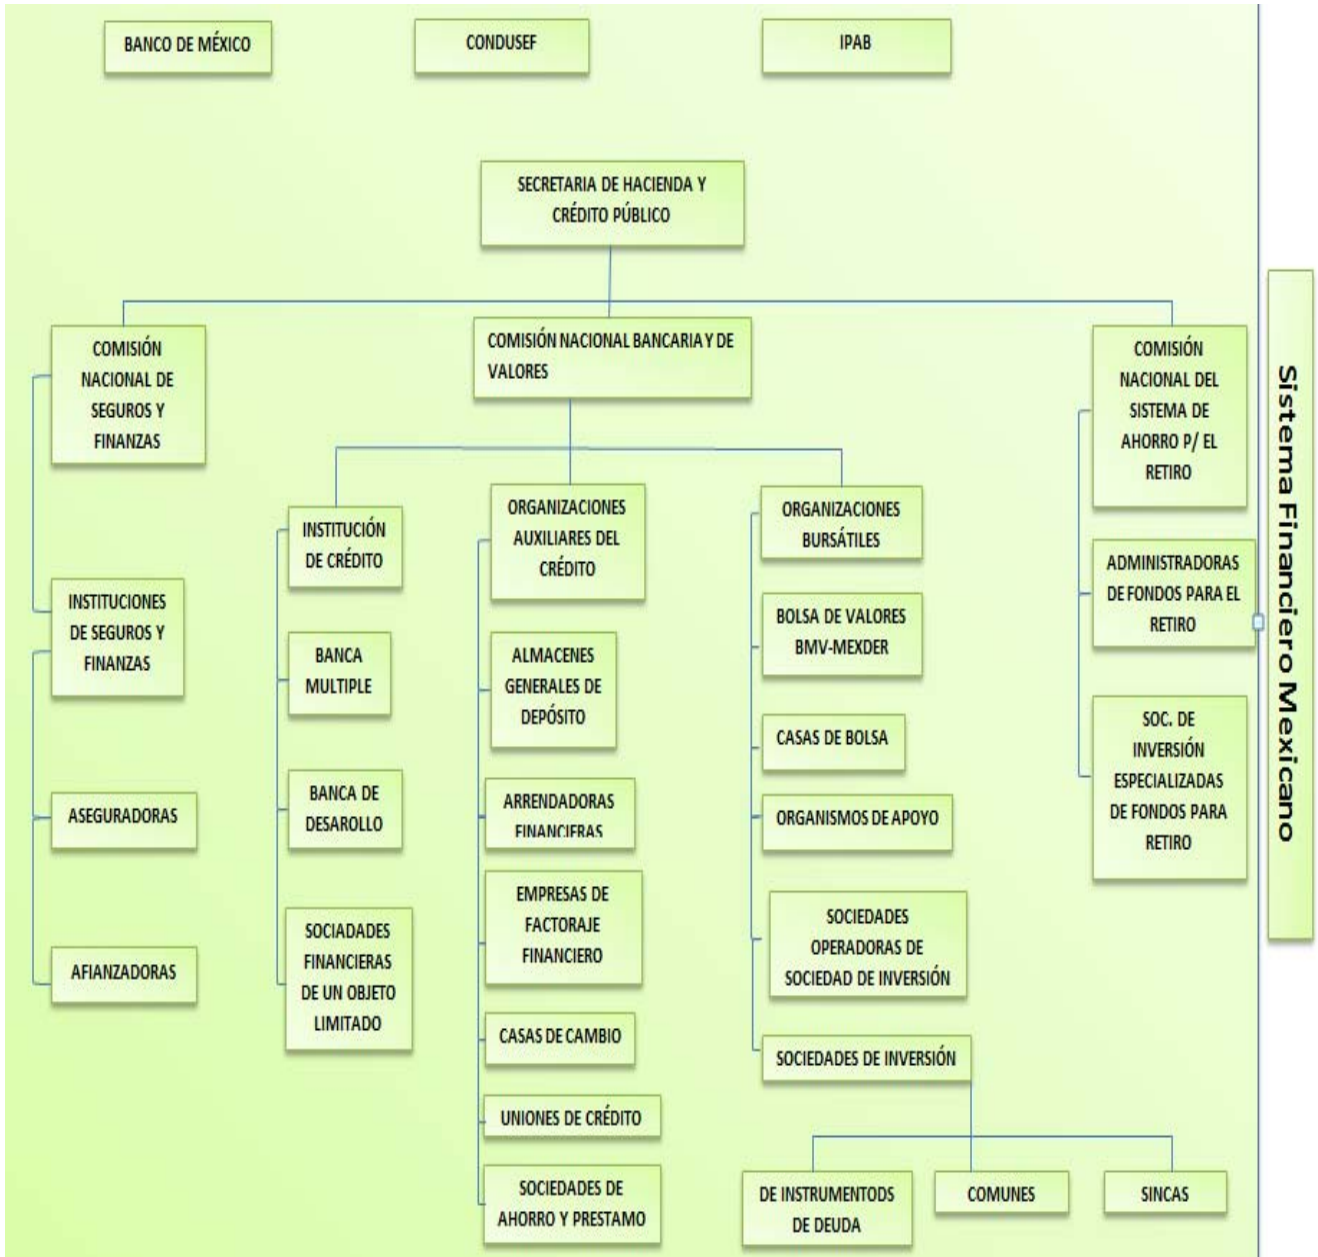 BANCO DE MÉXICO
CONDUSEF
IPAB
SECRETARIA DE HACIENDA Y
CRÉDITO PÚBLICO
COMISIÓN
NACIONAL DE
SEGUROS Y
FINANZAS
INSTITUCIONES
DE SEGUROS Y
FINANZAS
ASEGURADORAS
AFIANZADORAS
COMISIÓN NACIONAL BANCARIA Y DE
VALORES
INSTITUCIÓN
DE CRÉDITO
BANCA
MULTIPLE
BANCA DE
DESAROLLO
SOCIADADES
FINANCIERAS
DE UN OBJETO
LIMITADO
ORGANIZACIONES
AUXILIARES DEL
CRÉDITO
ALMACENES
GENERALES DE
DEPÓSITO
ARRENDADORAS
FINANCIERAS
EMPRESAS DE
FACTORAJE
FINANCIERO
CASAS DE CAMBIO
UNIONES DE CRÉDITO
SOCIEDADES DE
AHORRO Y PRESTAMO
ORGANIZACIONES
BURSÁTILES
BOLSA DE VALORES
BMV-MEXDER
CASAS DE BOLSA
ORGANISMOS DE APOYO
SOCIEDADES
OPERADORAS DE
SOCIEDAD DE INVERSIÓN
SOCIEDADES DE INVERSIÓN
DE INSTRUMENTODS
DE DEUDA
COMUNES
SINCAS
COMISIÓN
NACIONAL DEL
SISTEMA DE
AHORRO P/ EL
RETIRO
ADMINISTRADORAS
DE FONDOS PARA EL
RETIRO
SOC. DE
INVERSIÓN
ESPECIALIZADAS
DE FONDOS PARA
RETIRO
Sistema Financiero Mexicano